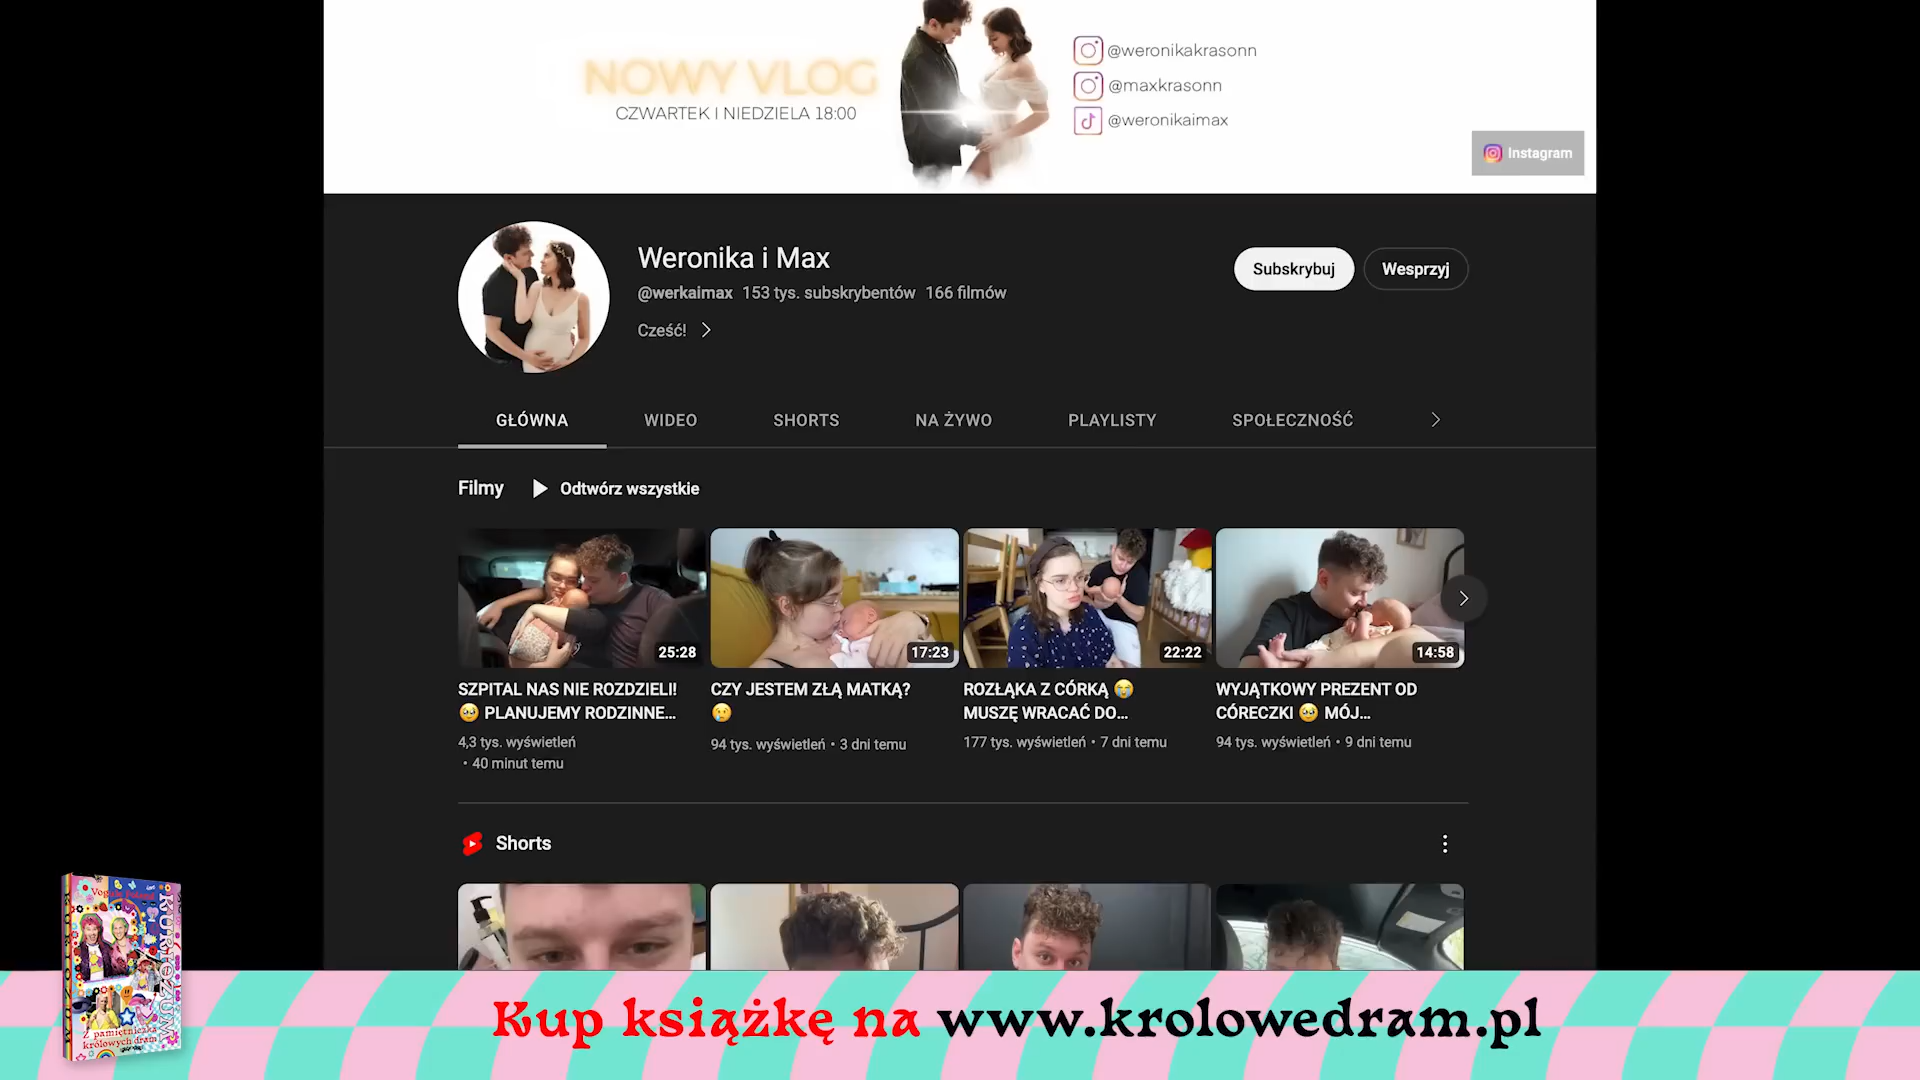 NOWY VLOG
CZWARTEK I NIEDZIELA 18:00
@weronikakrasonn
@maxkrasonn
@weronikaimax
Instagram
Weronika i Max
@werkaimax 153 tys. subskrybentów 166 filmów
Cześć!
Subskrybuj Wesprzyj
GŁÓWNA WIDEO SHORTS NA ŻYWO PLAYLISTY SPOŁECZNOŚĆ
Filmy Odtwórz wszystkie
25:28 17:23 22:22 14:58
SZPITAL NAS NIE ROZDZIELI!
🥹 PLANUJEMY RODZINNE...
4,3 tys. wyświetleń
• 40 minut temu
CZY JESTEM ZŁĄ MATKĄ?
😢
94 tys. wyświetleń • 3 dni temu
ROZŁĄKA Z CÓRKĄ 😭
MUSZĘ WRACAĆ DO...
177 tys. wyświetleń • 7 dni temu
WYJĄTKOWY PREZENT OD
CÓRECZKI 🥹 MÓJ...
94 tys. wyświetleń • 9 dni temu
Shorts
Z pamiętniczka
królowych dram
Kup książkę na www.krolowedram.pl